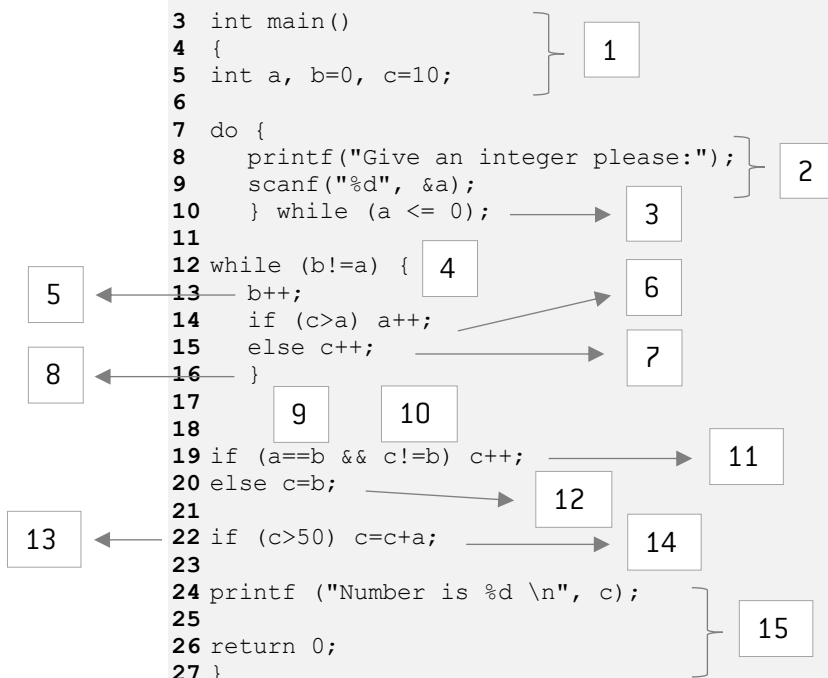 3 int main()
4 {
1
5 int a, b=0, c=10;
6
7 do {
8 printf("Give an integer please:");
2
9 scanf("%d", &a);
10 } while (a <= 0);
3
11
12 while (b!=a) {
4
5
13 b++;
6
14 if (c>a) a++;
15 else c++;
7
8
16 }
17
9
10
18
19 if (a==b && c!=b) c++;
11
20 else c=b;
12
21
13
22 if (c>50) c=c+a;
14
23
24 printf ("Number is %d \n", c);
25
15
26 return 0;
27 }